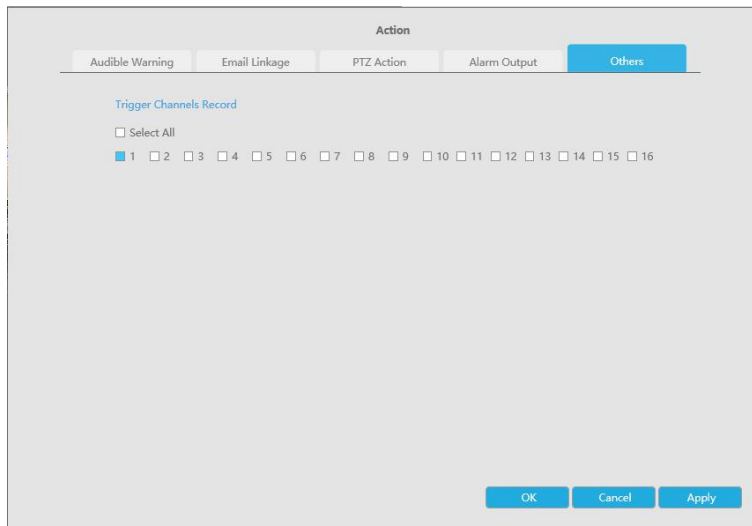 Action
Audible Warning Email Linkage PTZ Action Alarm Output Others
Trigger Channels Record
Select All
1 2 3 4 5 6 7 8 9 10 11 12 13 14 15 16
OK Cancel Apply